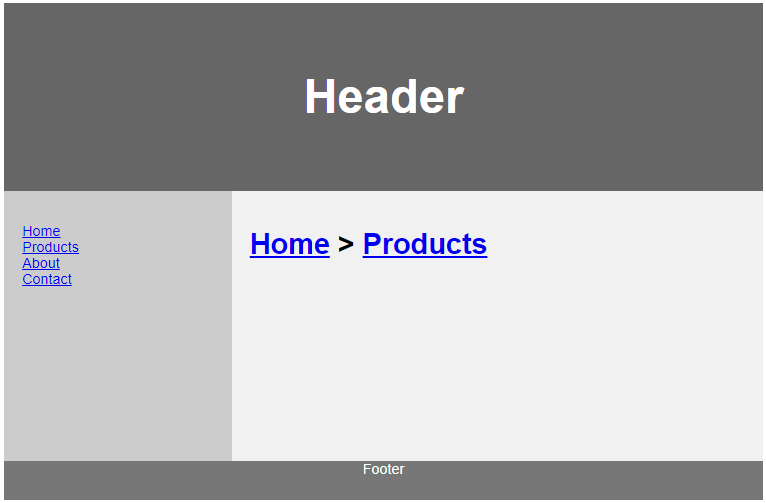 Header
Home
Products
About
Contact
Home > Products
Footer